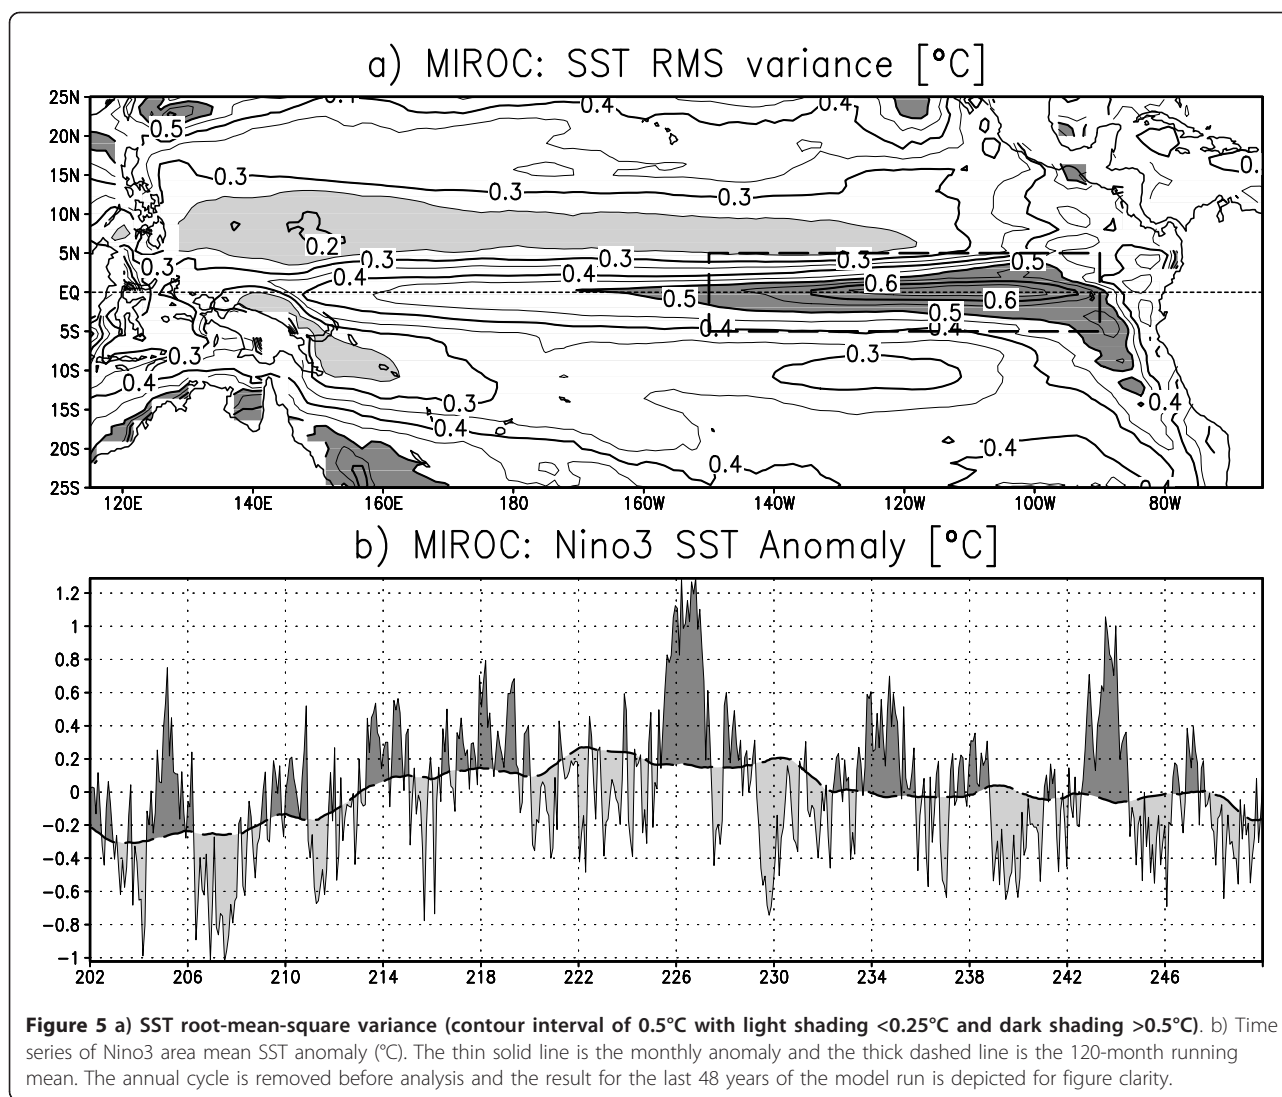 a) MIROC: SST RMS variance [°C]
25N
20N
15N
10N
5N
EQ
5S
10S
15S
20S
25S
0.4
0.4
0.5
0.3
0.3
0.3
0.2
0.3
0.3
0.3
0.3
0.5
0.4
0.4
0.6
0.5
0.6
0.5
0.4
0.4
0.3
0.3
0.4
0.3
0.4
0.4
0.4
0.4
120E 140E 160E 180 160W 140W 120W 100W 80W
b) MIROC: Nino3 SST Anomaly [°C]
1.2
1
0.8
0.6
0.4
0.2
0
-0.2
-0.4
-0.6
-0.8
-1
202 206 210 214 218 222 226 230 234 238 242 246
Figure 5 a) SST root-mean-square variance (contour interval of 0.5°C with light shading <0.25°C and dark shading >0.5°C). b) Time
series of Nino3 area mean SST anomaly (°C). The thin solid line is the monthly anomaly and the thick dashed line is the 120-month running
mean. The annual cycle is removed before analysis and the result for the last 48 years of the model run is depicted for figure clarity.